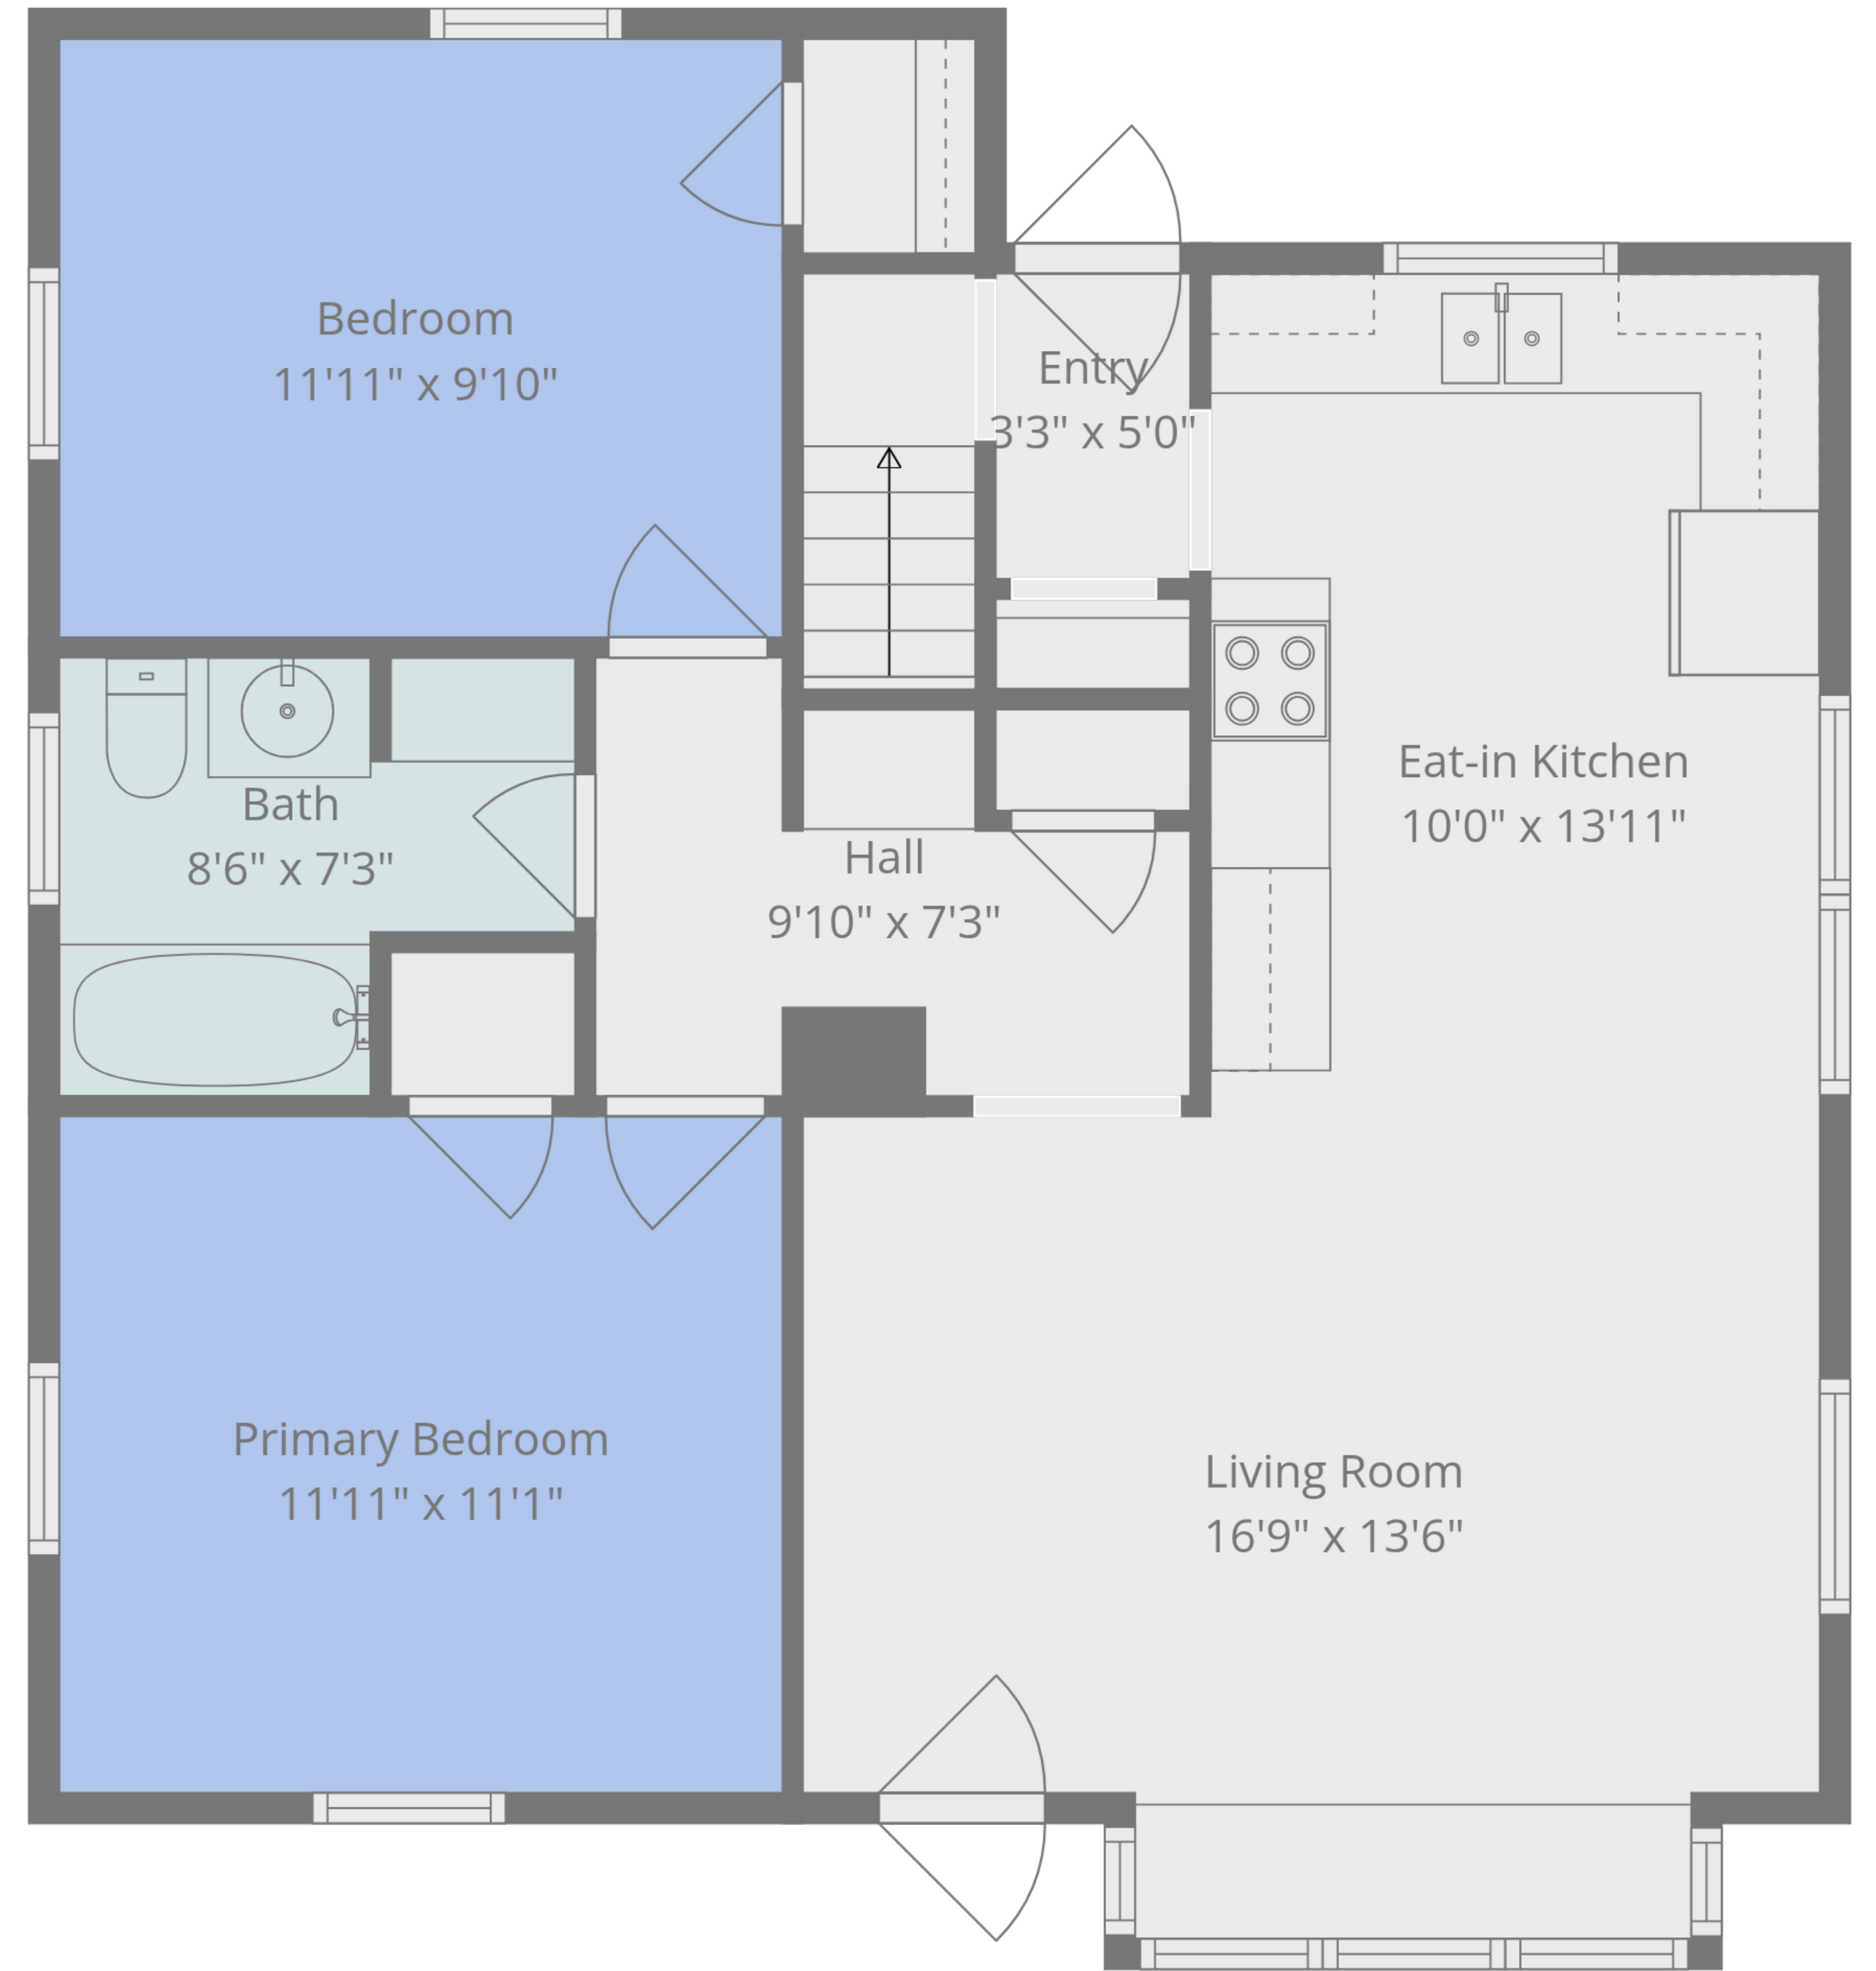 Bedroom
11'11" x 9'10"
Entry
3'3" x 5'0"
Eat-in Kitchen
10'0" x 13'11"
Bath
8'6" x 7'3"
Hall
9'10" x 7'3"
Primary Bedroom
11'11" x 11'1"
Living Room
16'9" x 13'6"